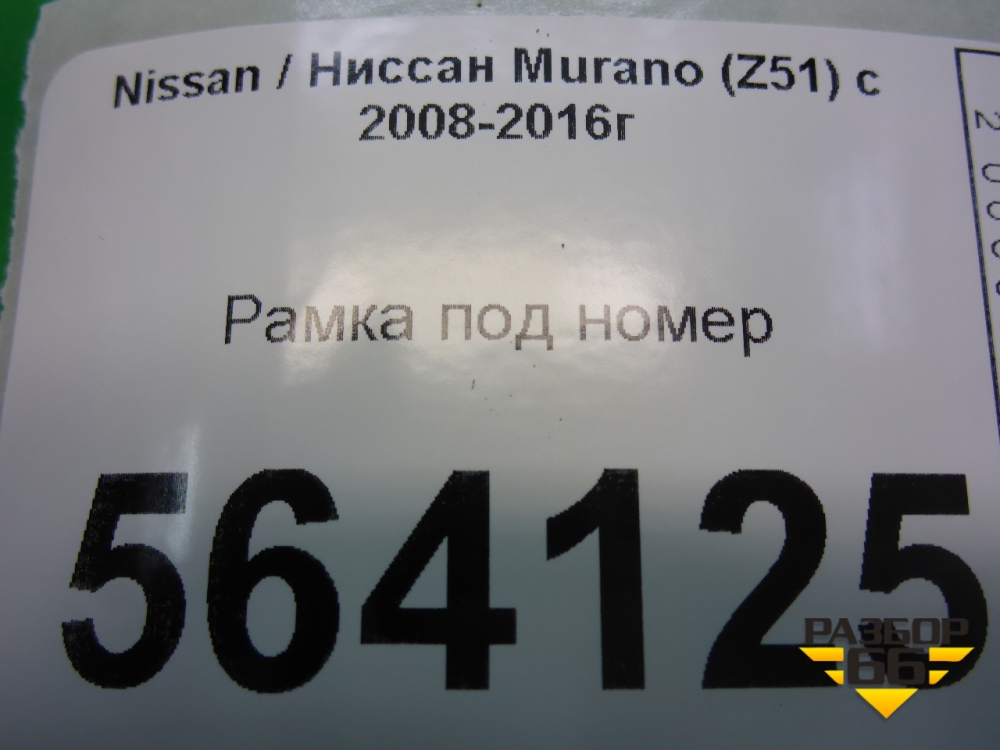 Nissan / Ниссан Murano (Z51) с
2008-2016г
Рамка под номер
564125
РАЗБОР
66